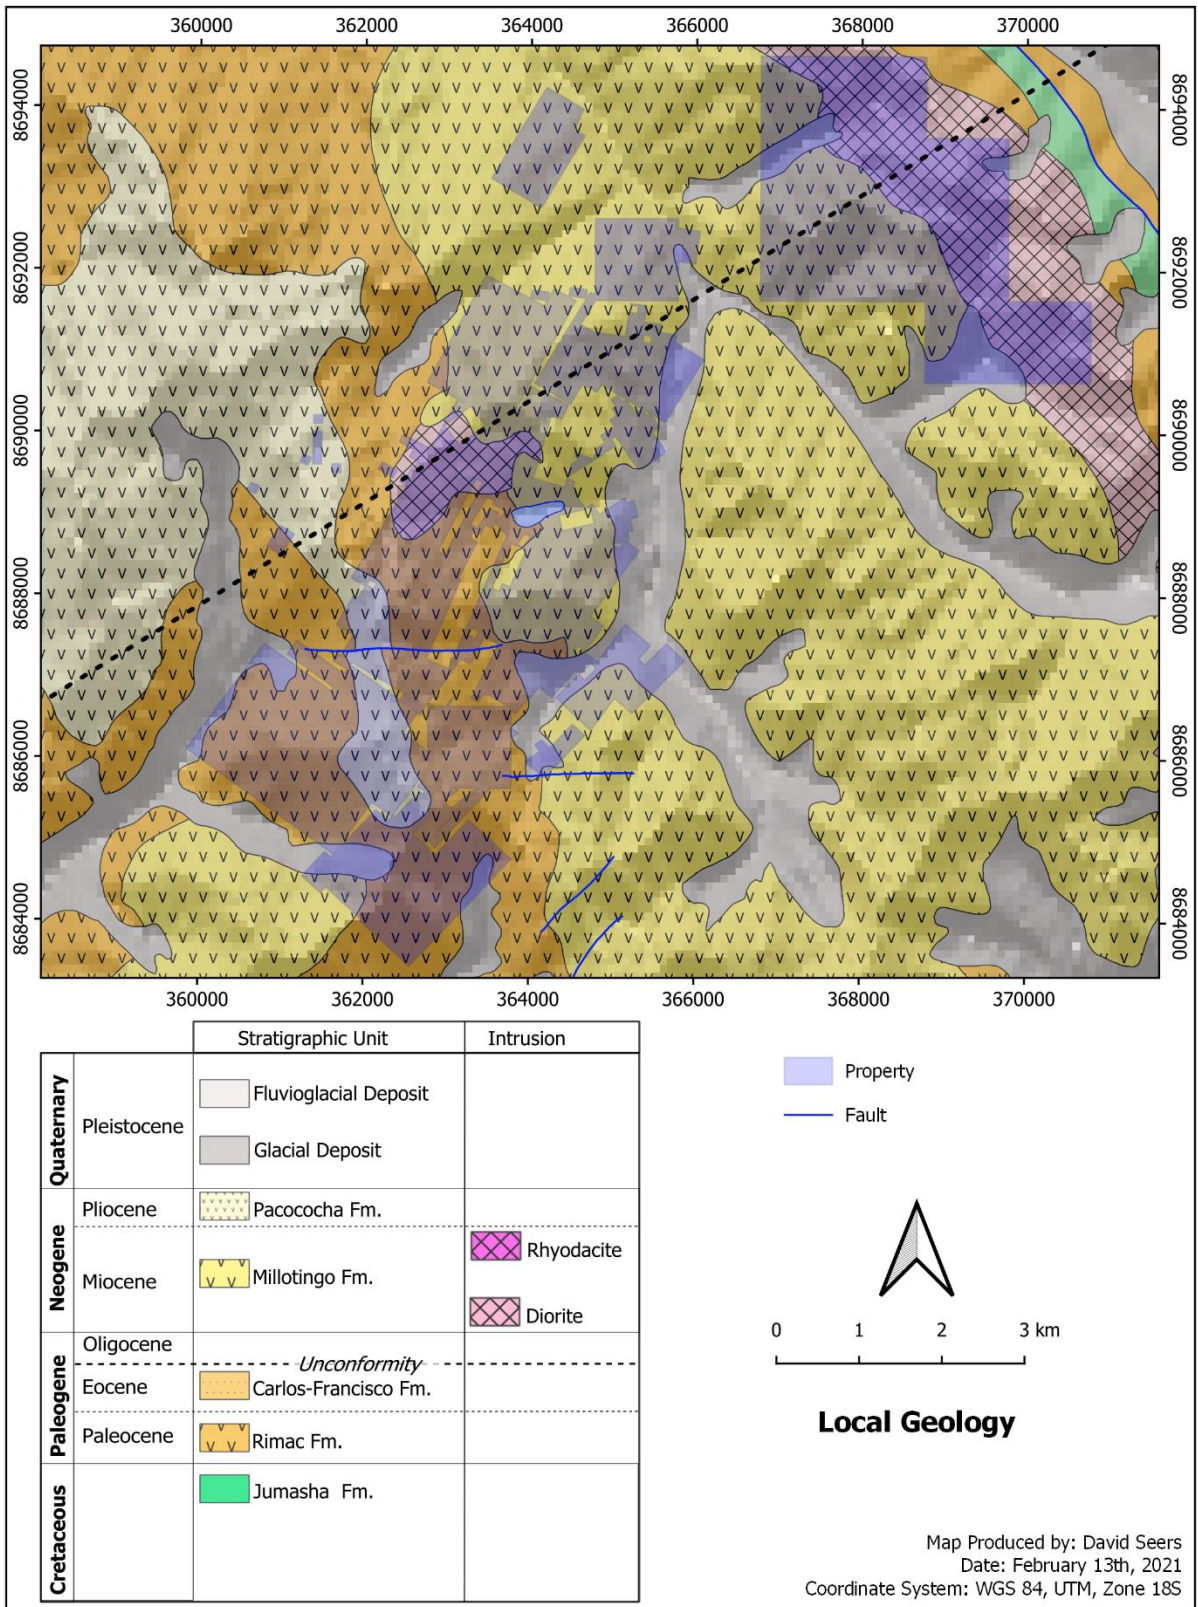 360000 362000 364000 366000 368000 370000
8694000 8694000
8692000 8692000
8690000 8690000
8688000 8688000
8686000 8686000
8684000 8684000
360000 362000 364000 366000 368000 370000
Stratigraphic Unit Intrusion
Quaternary
Pleistocene
Fluvioglacial Deposit
Glacial Deposit
Neogene
Pliocene
Pacococha Fm.
Miocene
Millotingo Fm.
Rhyodacite
Diorite
Paleogene
Oligocene
Unconformity
Eocene
Carlos-Francisco Fm.
Paleocene
Rimac Fm.
Cretaceous
Jumasha Fm.
Property
Fault
0 1 2 3 km
Local Geology
Map Produced by: David Seers
Date: February 13th, 2021
Coordinate System: WGS 84, UTM, Zone 18S